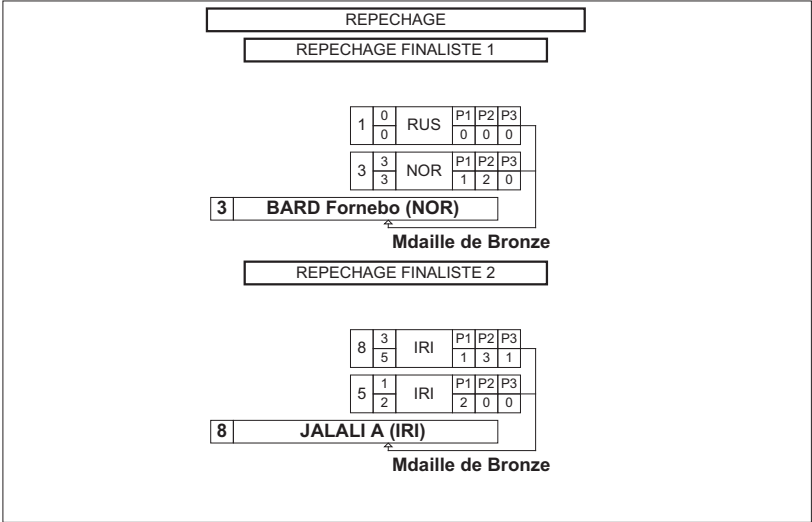 REPECHAGE
REPECHAGE FINALISTE 1
0 P1 P2 P3
1 RUS
0 0 0 0
3 P1 P2 P3
3 NOR
3 1 2 0
3 BARD Fornebo (NOR)
Mdaille de Bronze
REPECHAGE FINALISTE 2
3 P1 P2 P3
8 IRI
5 1 3 1
1 P1 P2 P3
5 IRI
2 2 0 0
8 JALALI A (IRI)
Mdaille de Bronze